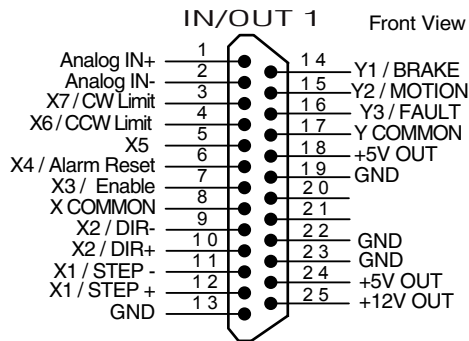 IN/OUT 1
Front View
1 Analog IN+
2 Analog IN-
3 X7 / CW Limit
4 X6 / CCW Limit
5 X5
6 X4 / Alarm Reset
7 X3 / Enable
8 X COMMON
9 X2 / DIR-
10 X2 / DIR+
11 X1 / STEP -
12 X1 / STEP +
13 GND
14 Y1 / BRAKE
15 Y2 / MOTION
16 Y3 / FAULT
17 Y COMMON
18 +5V OUT
19 GND
20
21
22 GND
23 GND
24 +5V OUT
25 +12V OUT